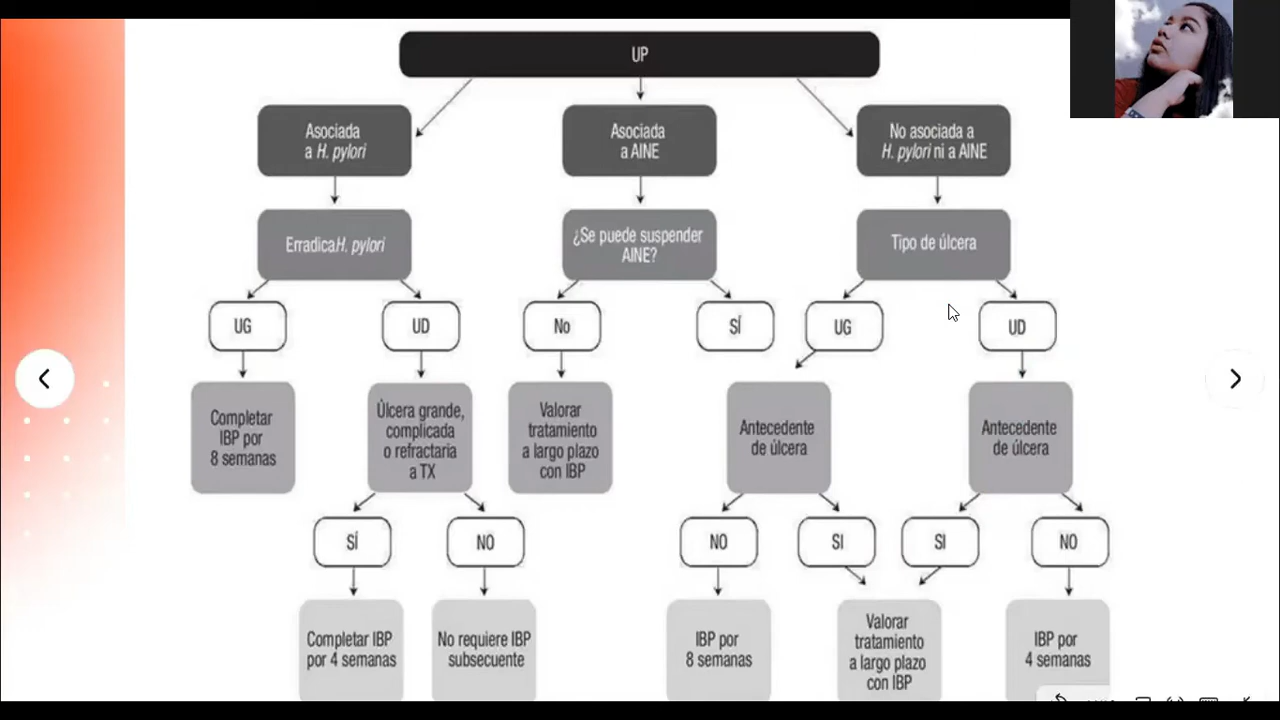 UP
Asociada
a H. pylori
Asociada
a AINE
No asociada a
H. pylori ni a AINE
ErradicaH. pylori
¿Se puede suspender
AINE?
Tipo de úlcera
UG
UD
No
SÍ
UG
UD
Completar
IBP por
8 semanas
Úlcera grande,
complicada
o refractaria
a TX
Valorar
tratamiento
a largo plazo
con IBP
Antecedente
de úlcera
Antecedente
de úlcera
SÍ
NO
NO
SI
SI
NO
Completar IBP
por 4 semanas
No requiere IBP
subsecuente
IBP por
8 semanas
Valorar
tratamiento
a largo plazo
con IBP
IBP por
4 semanas